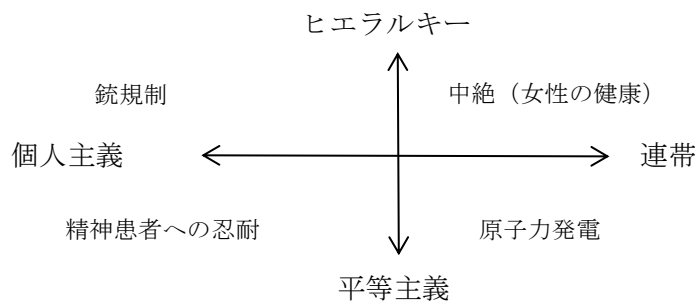 ヒエラルキー
銃規制
中絶（女性の健康）
個人主義
連帯
精神患者への忍耐
原子力発電
平等主義